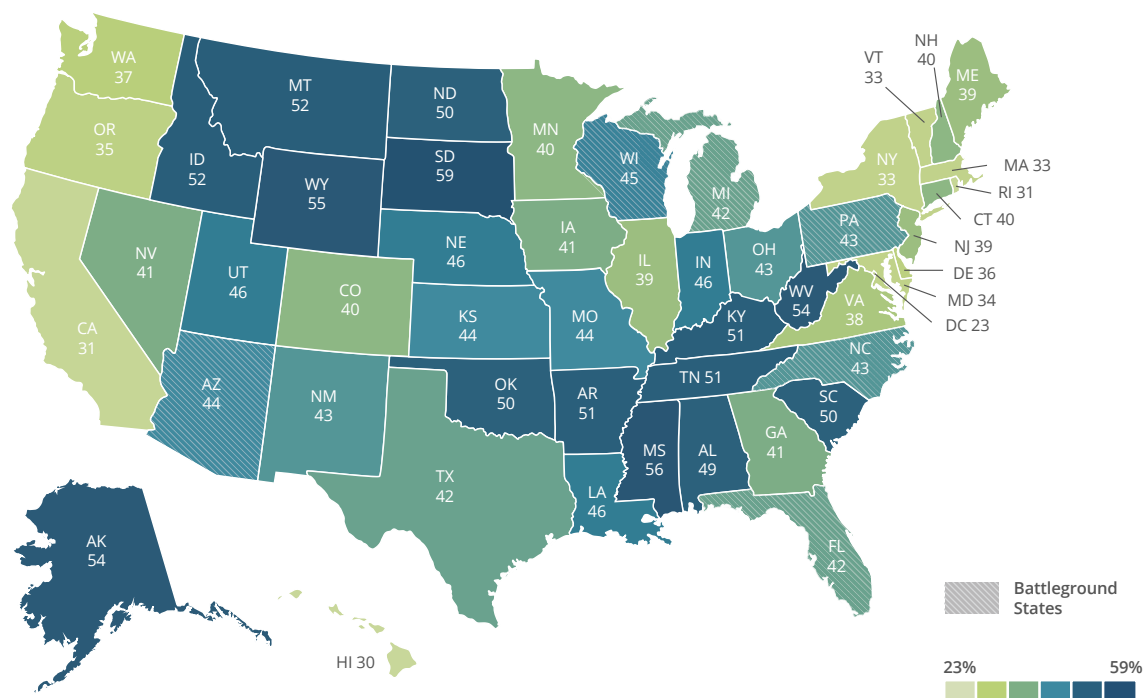 WA
37
OR
35
CA
31
NV
41
ID
52
MT
52
WY
55
UT
46
AZ
44
CO
40
NM
43
ND
50
SD
59
NE
46
KS
44
OK
50
TX
42
MN
40
IA
41
MO
44
AR
51
LA
46
WI
45
IL
39
MI
42
IN
46
OH
43
KY
51
TN 51
MS
56
AL
49
GA
41
FL
42
SC
50
NC
43
VA
38
WV
54
PA
43
NY
33
VT
33
NH
40
ME
39
MA 33
RI 31
CT 40
NJ 39
DE 36
MD 34
DC 23
AK
54
HI 30
Battleground
States
23%
59%